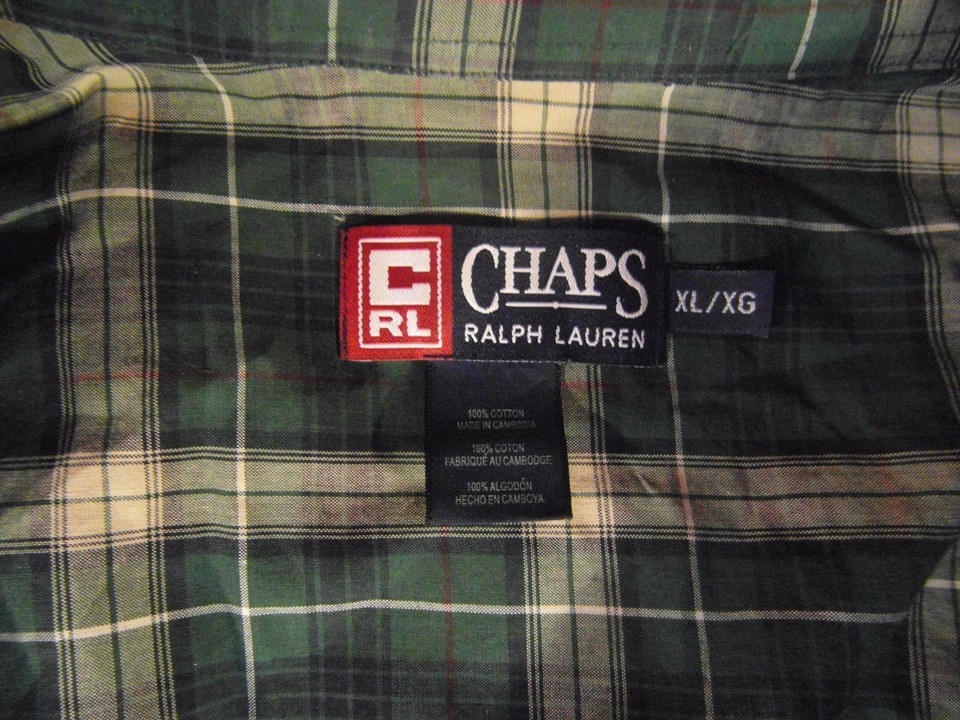 C
RL
CHAPS
RALPH LAUREN
XL/XG
100% COTTON
MADE IN CAMBODIA
100% COTON
FABRIQUÉ AU CAMBODGE
100% ALGODÓN
HECHO EN CAMBOYA